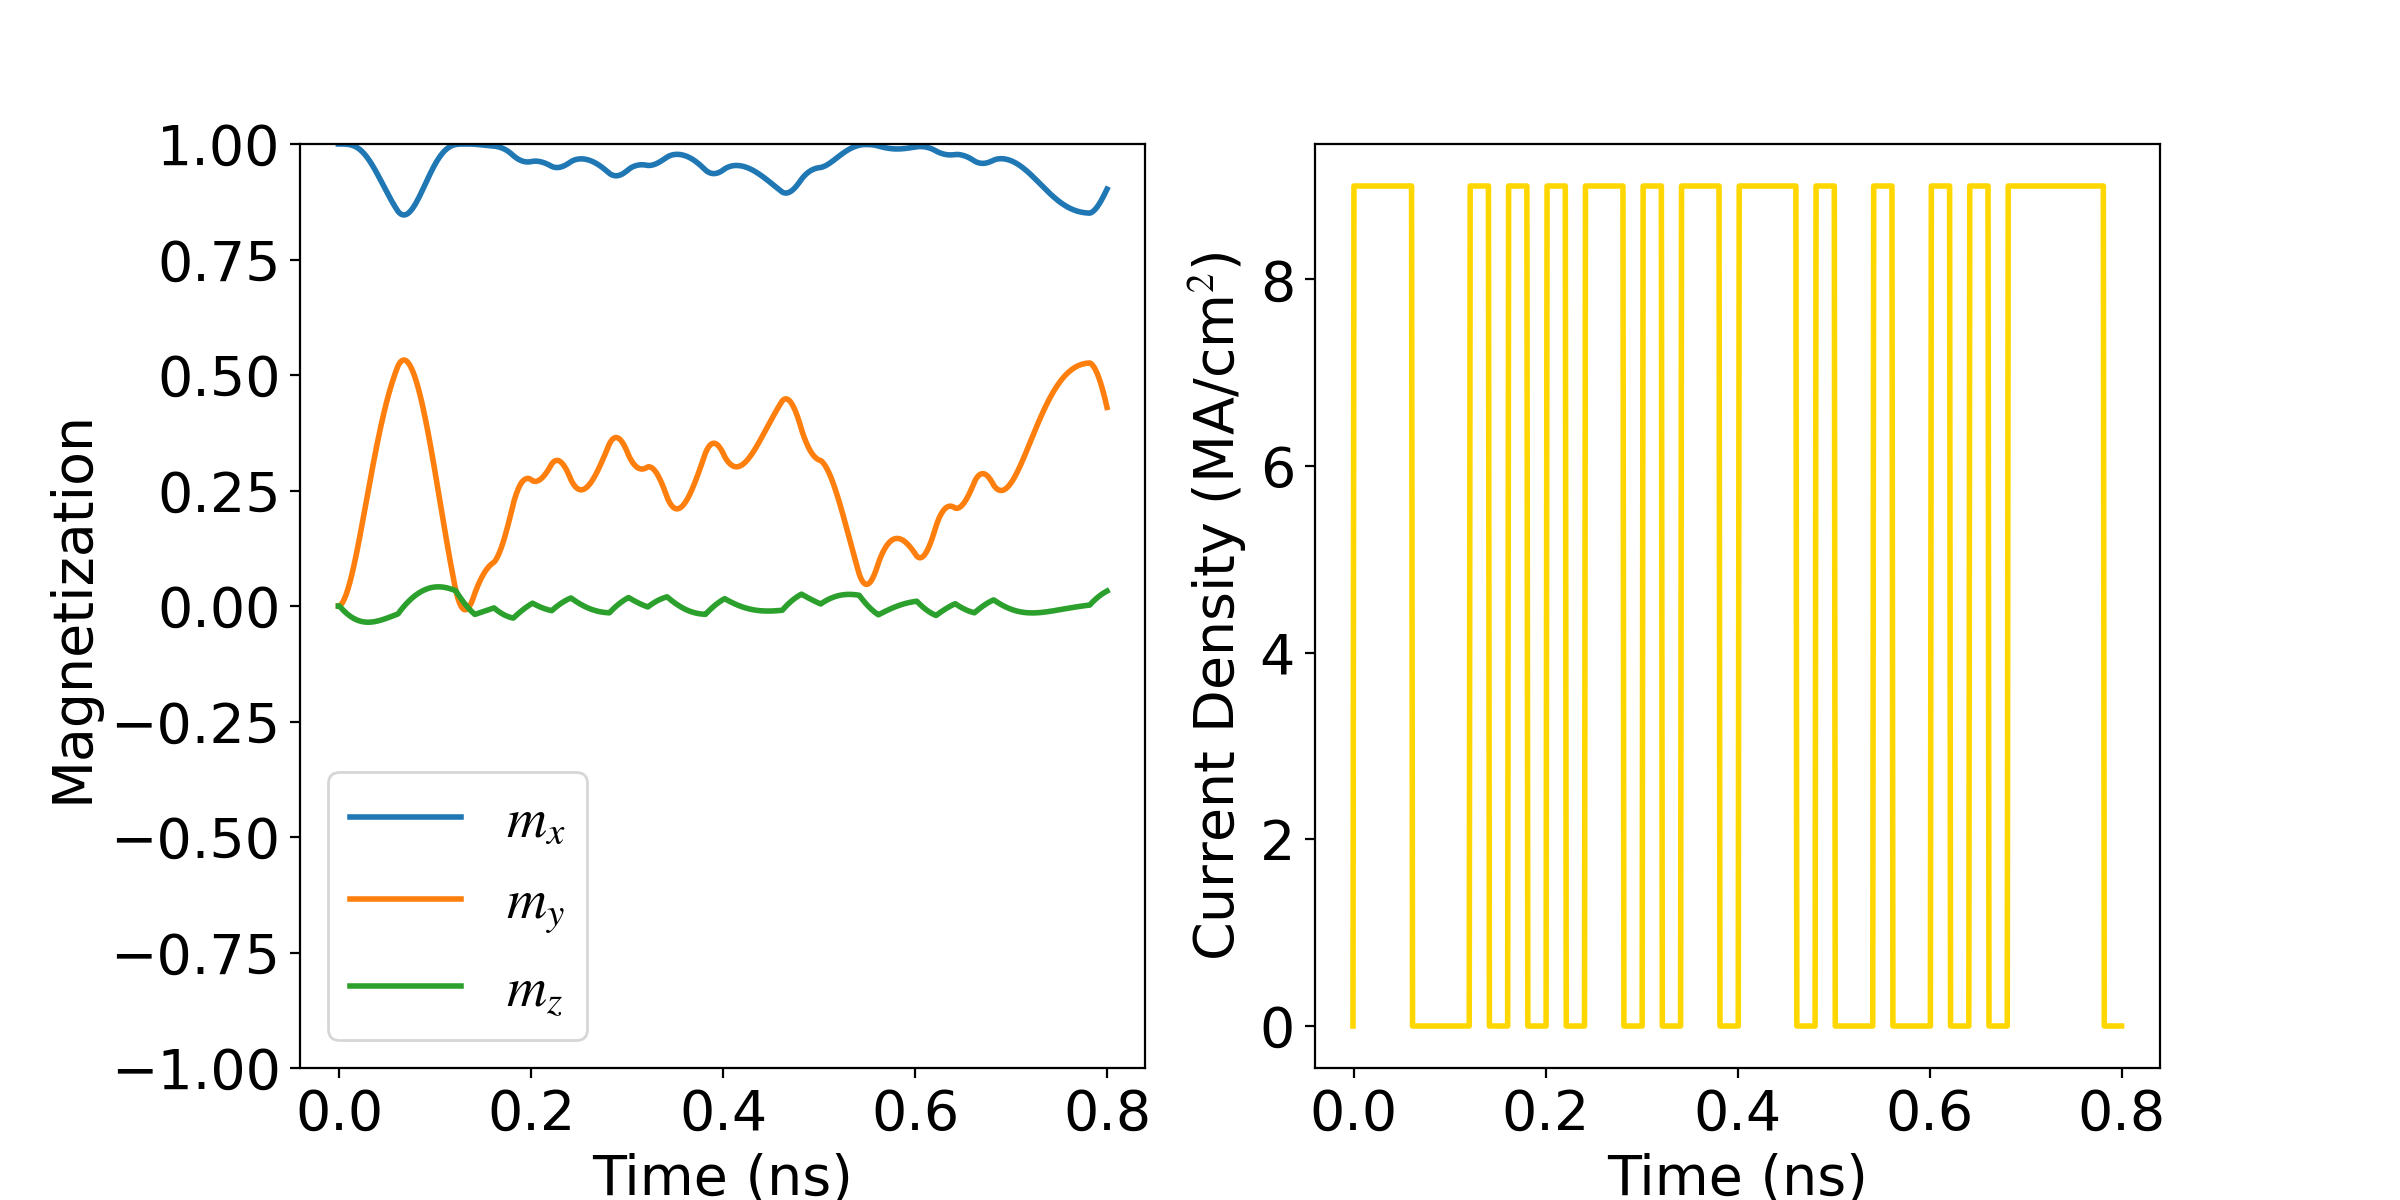 1.00
0.75
0.50
0.25
0.00
−0.25
−0.50
−0.75
−1.00
Magnetization
m_x
m_y
m_z
0.0 0.2 0.4 0.6 0.8
Time (ns)
8
6
4
2
0
Current Density (MA/cm²)
0.0 0.2 0.4 0.6 0.8
Time (ns)